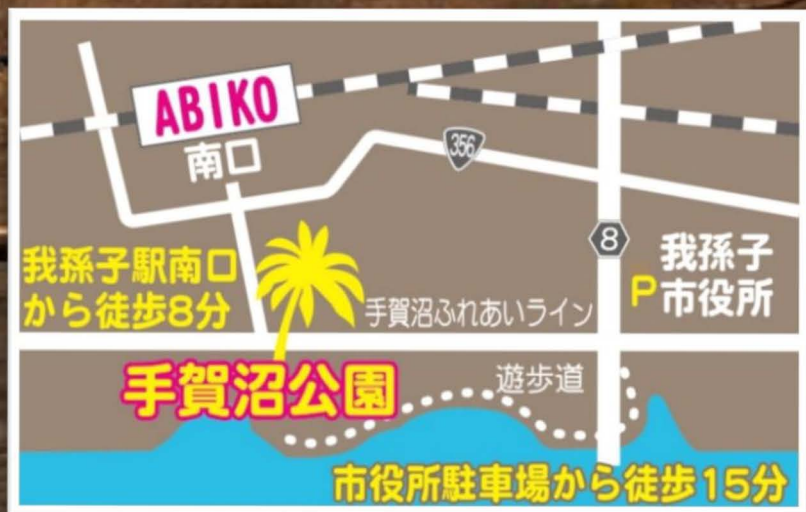 ABIKO
南口
356
8
我孫子駅南口
から徒歩8分
我孫子
P市役所
手賀沼ふれあいライン
手賀沼公園
遊歩道
市役所駐車場から徒歩15分